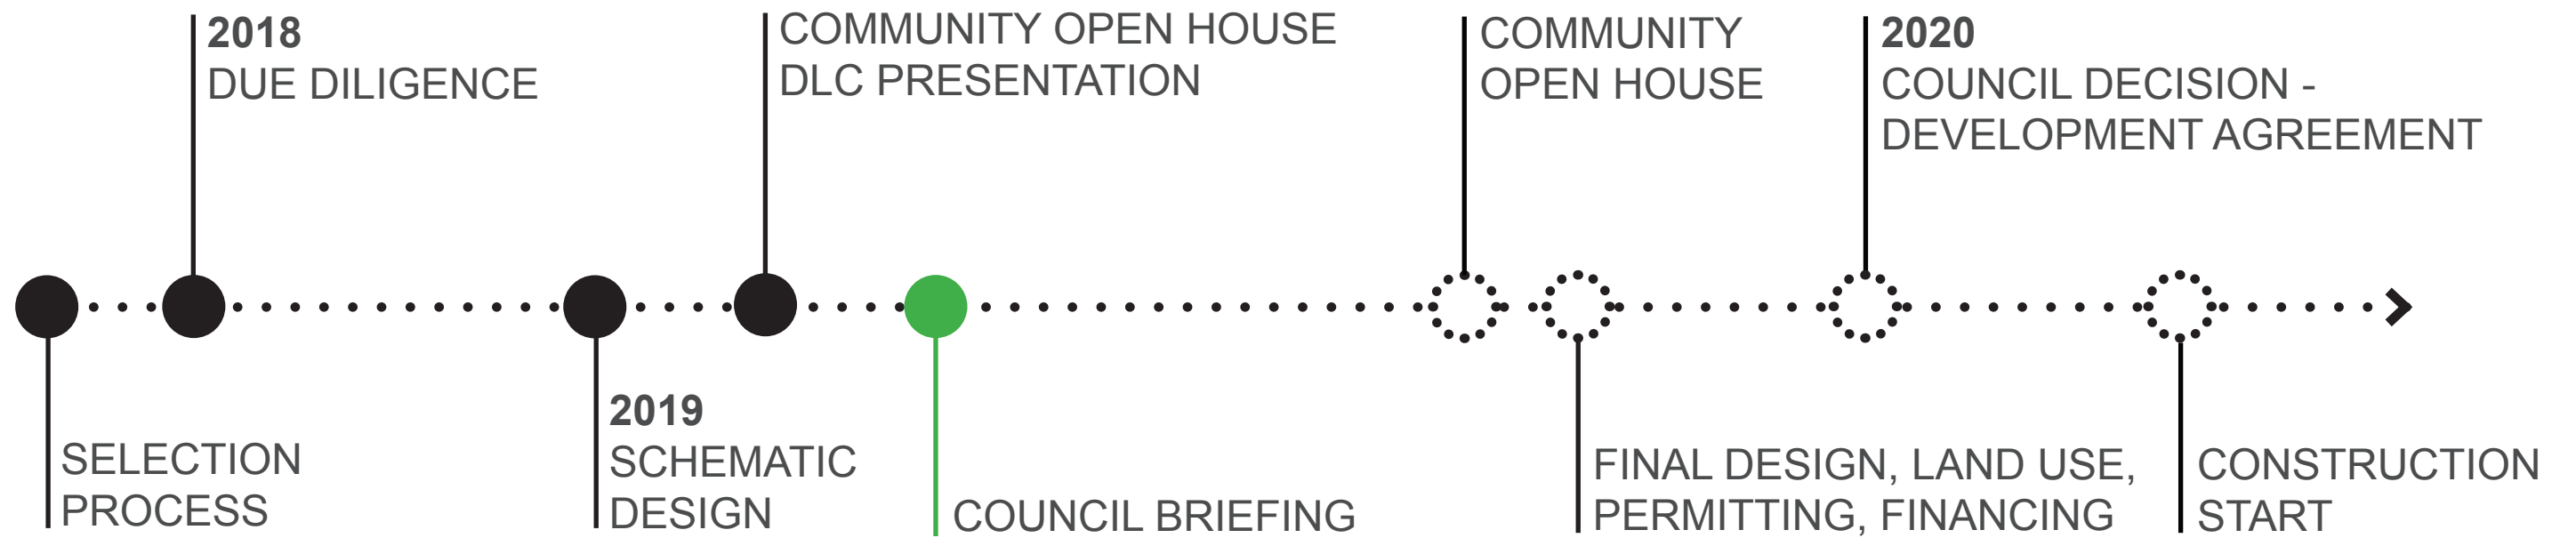 2018
DUE DILIGENCE
COMMUNITY OPEN HOUSE
DLC PRESENTATION
COMMUNITY
OPEN HOUSE
2020
COUNCIL DECISION -
DEVELOPMENT AGREEMENT
SELECTION
PROCESS
2019
SCHEMATIC
DESIGN
COUNCIL BRIEFING
FINAL DESIGN, LAND USE,
PERMITTING, FINANCING
CONSTRUCTION
START